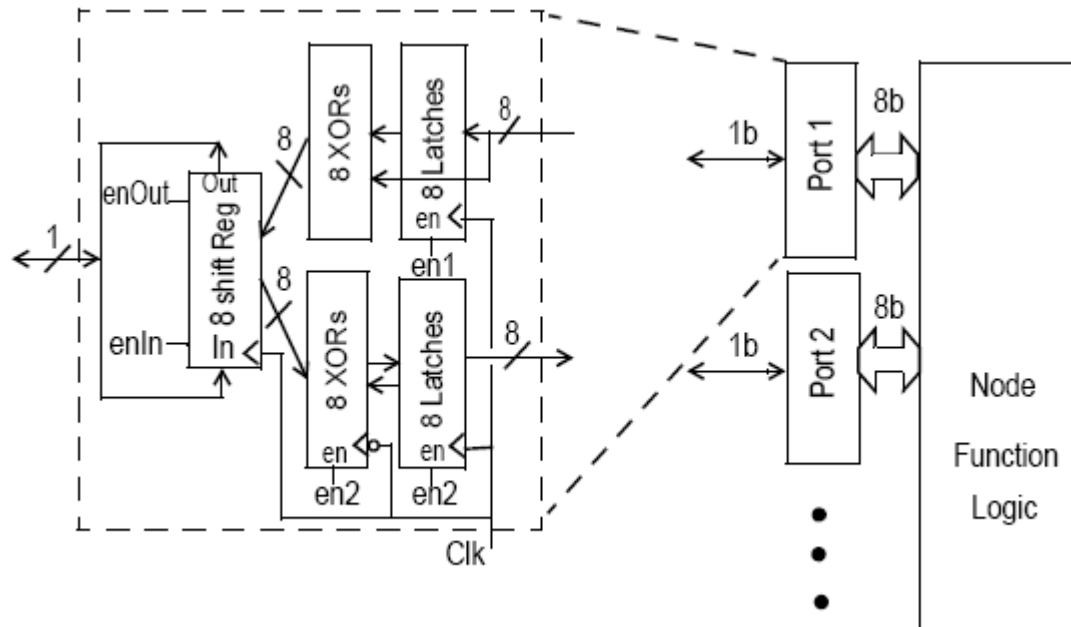 8 XORs
8 Latches
en
en1
8
8
enOut
Out
8 shift Reg
In
enIn
1
8
8 XORs
en
en2
8 Latches
en
en2
8
Clk
1b
Port 1
8b
1b
Port 2
8b
Node
Function
Logic